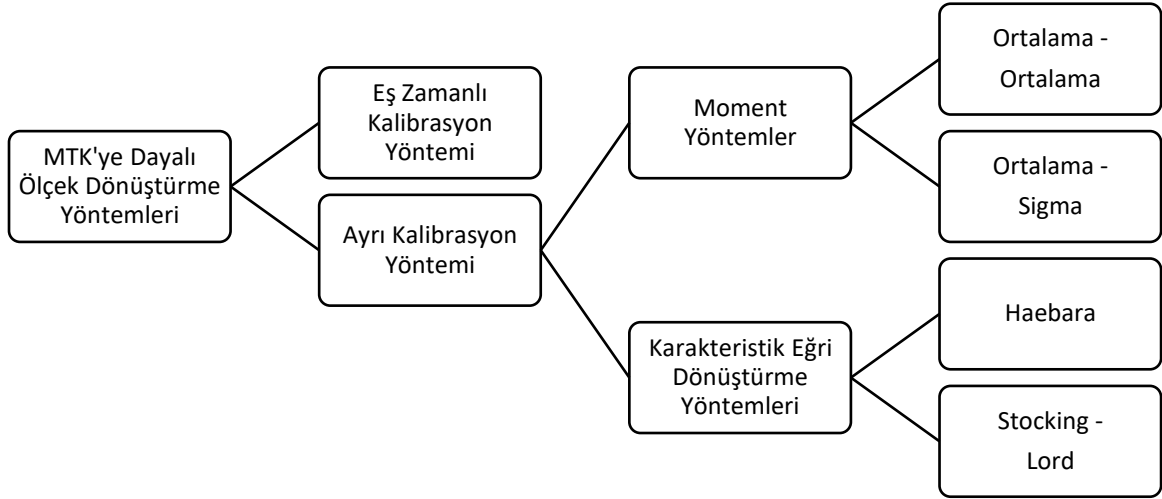 MTK'ye Dayalı
Ölçek Dönüştürme
Yöntemleri
Eş Zamanlı
Kalibrasyon
Yöntemi
Ayrı Kalibrasyon
Yöntemi
Moment
Yöntemler
Ortalama -
Ortalama
Ortalama -
Sigma
Karakteristik Eğri
Dönüştürme
Yöntemleri
Haebara
Stocking -
Lord